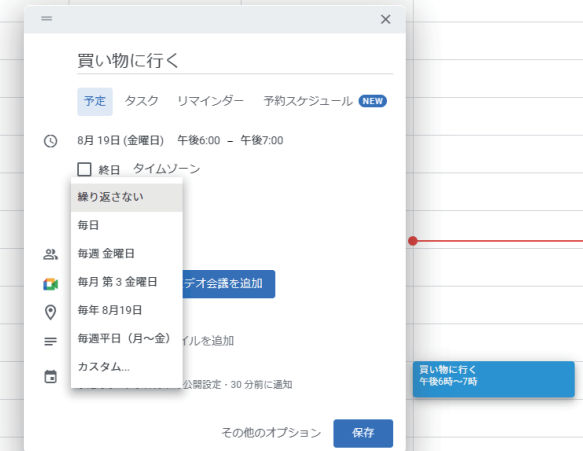 買い物に行く
予定 タスク リマインダー 予約スケジュール NEW
8月 19日 (金曜日) 午後6:00 – 午後7:00
終日 タイムゾーン
繰り返さない
毎日
毎週 金曜日
毎月 第 3 金曜日
デオ会議を追加
毎年 8月19日
毎週平日（月～金）
イルを追加
カスタム...
公開設定・30 分前に通知
その他のオプション 保存
買い物に行く
午後6時～7時